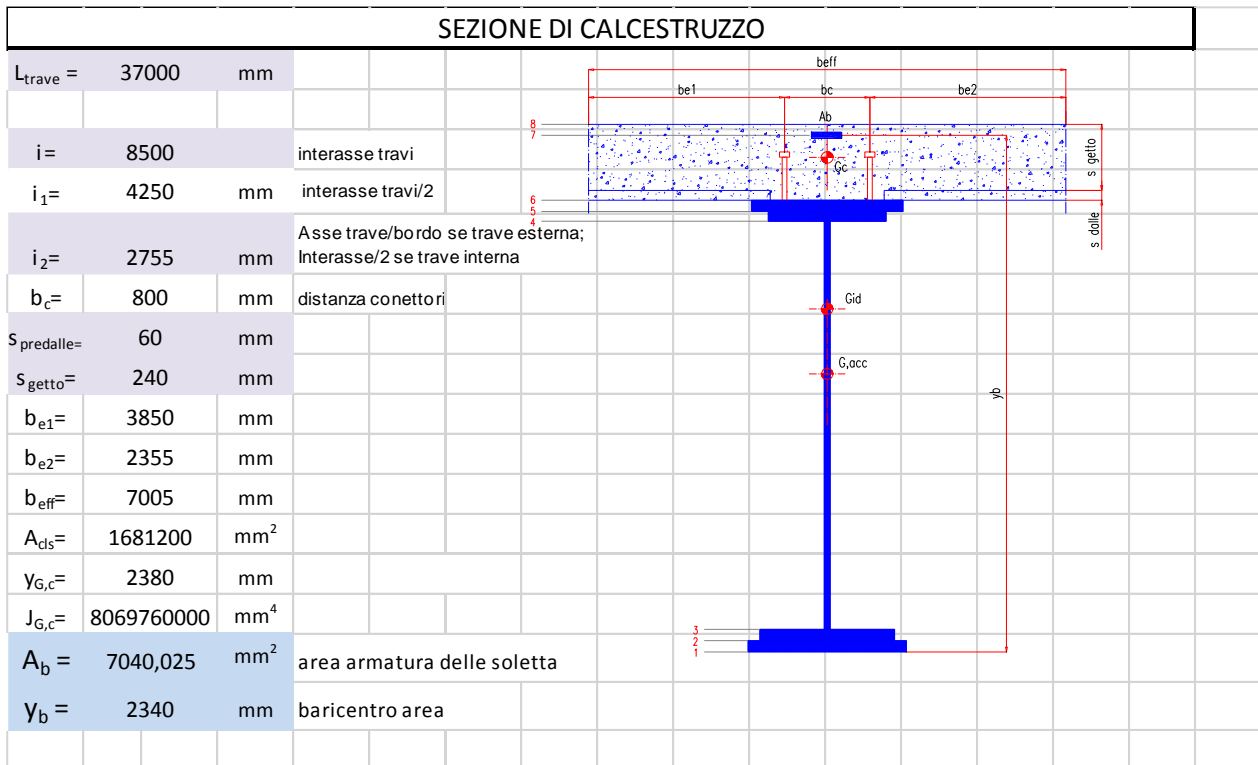 SEZIONE DI CALCESTRUZZO
L trave = 37000 mm
i= 8500 mm interasse travi
i1= 4250 mm interasse travi/2
i2= 2755 mm Asse trave/bordo se trave esterna;
Interasse/2 se trave interna
bc= 800 mm distanza conettori
s predalle= 60 mm
s getto= 240 mm
be1= 3850 mm
be2= 2355 mm
beff= 7005 mm
Acls= 1681200 mm2
yG,c= 2380 mm
JG,c= 8069760000 mm4
Ab = 7040,025 mm2 area armatura delle soletta
yb = 2340 mm baricentro area
beff
be1 bc be2
Ab
8
7
Gc
s getto
6
5
4
s dalle
Gid
G,acc
yb
3
2
1